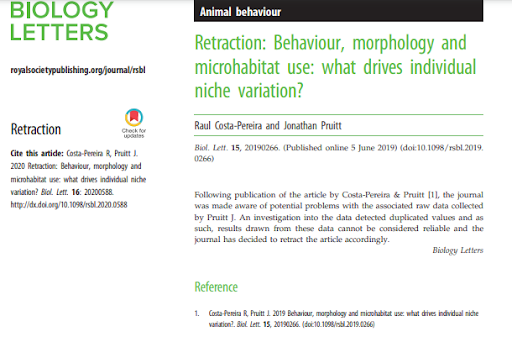 BIOLOGY
LETTERS
royalsocietypublishing.org/journal/rsbl
Retraction
Check for
updates
Cite this article: Costa-Pereira R, Pruitt J.
2020 Retraction: Behaviour, morphology and
microhabitat use: what drives individual niche
variation? Biol. Lett. 16: 20200588.
http://dx.doi.org/10.1098/rsbl.2020.0588
Animal behaviour
Retraction: Behaviour, morphology and
microhabitat use: what drives individual
niche variation?
Raul Costa-Pereira and Jonathan Pruitt
Biol. Lett. 15, 20190266. (Published online 5 June 2019) (doi:10.1098/rsbl.2019.
0266)
Following publication of the article by Costa-Pereira & Pruitt [1], the journal
was made aware of potential problems with the associated raw data collected
by Pruitt J. An investigation into the data detected duplicated values and as
such, results drawn from these data cannot be considered reliable and the
journal has decided to retract the article accordingly.
Biology Letters
Reference
1. Costa-Pereira R, Pruitt J. 2019 Behaviour, morphology and microhabitat use: what drives individual niche
variation?. Biol. Lett. 15, 20190266. (doi:10.1098/rsbl.2019.0266)